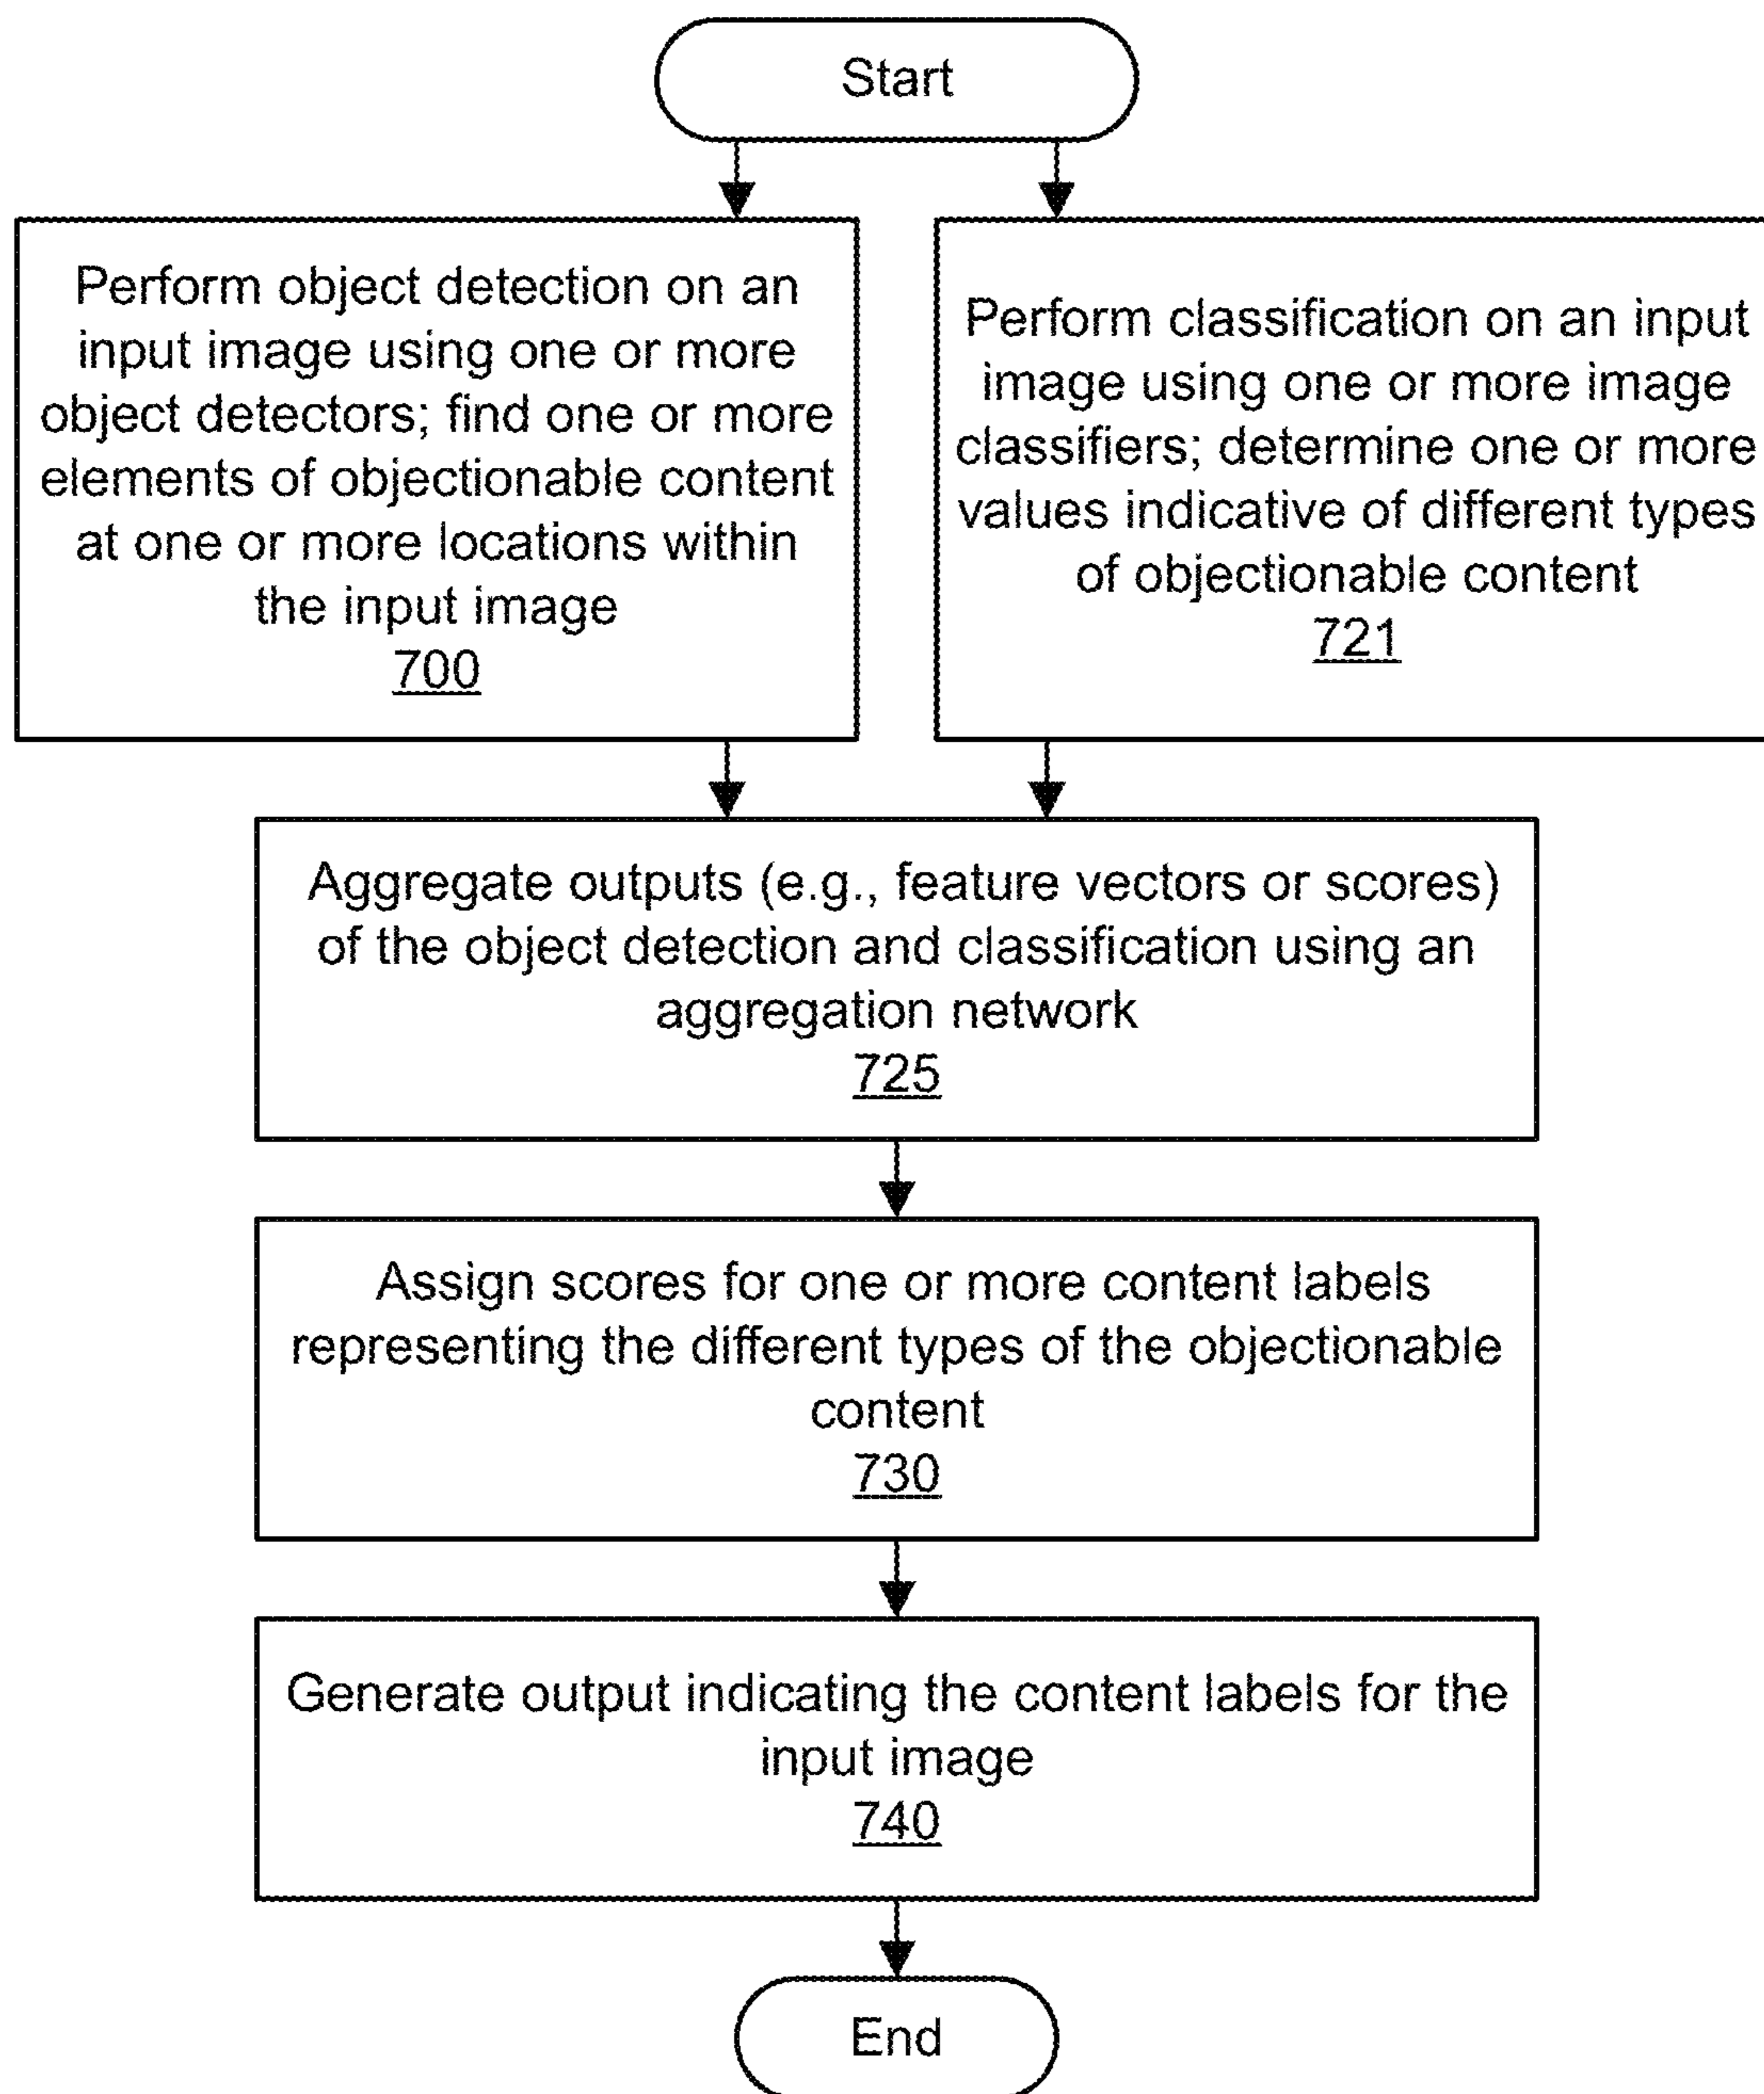 Start
Perform object detection on an
input image using one or more
object detectors; find one or more
elements of objectionable content
at one or more locations within
the input image
700
Perform classification on an input
image using one or more image
classifiers; determine one or more
values indicative of different types
of objectionable content
721
Aggregate outputs (e.g., feature vectors or scores)
of the object detection and classification using an
aggregation network
725
Assign scores for one or more content labels
representing the different types of the objectionable
content
730
Generate output indicating the content labels for the
input image
740
End